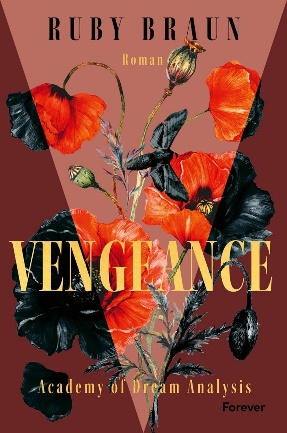 RUBY BRAUN
Roman
VENGEANCE
Academy of Dream Analysis
Forever